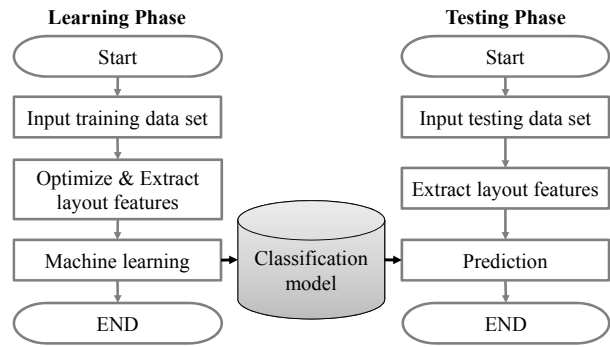 Learning Phase
Start
Input training data set
Optimize & Extract
layout features
Machine learning
END
Classification
model
Testing Phase
Start
Input testing data set
Extract layout features
Prediction
END